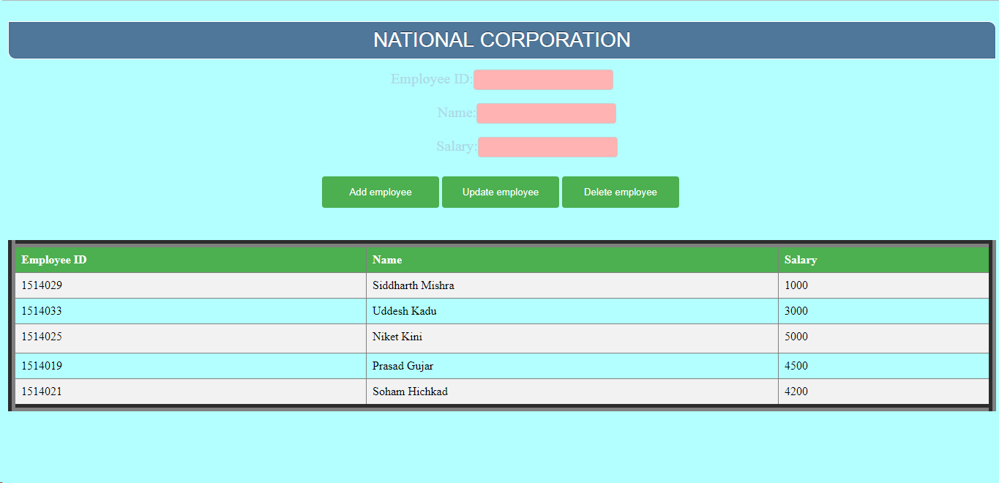 NATIONAL CORPORATION
Employee ID:
Name:
Salary:
Add employee Update employee Delete employee
Employee ID Name Salary
1514029 Siddharth Mishra 1000
1514033 Uddesh Kadu 3000
1514025 Niket Kini 5000
1514019 Prasad Gujar 4500
1514021 Soham Hichkad 4200